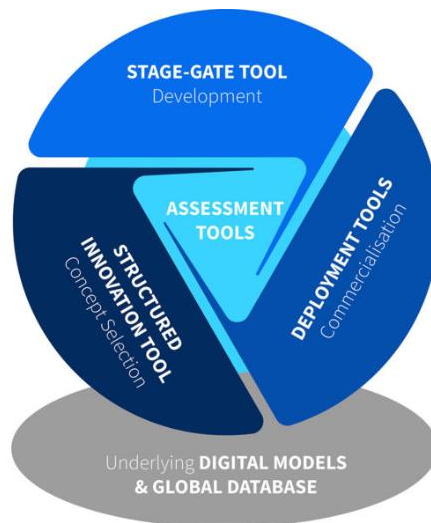 STAGE-GATE TOOL
Development
ASSESSMENT
TOOLS
DEPLOYMENT TOOLS
Commercialisation
STRUCTURED
INNOVATION TOOL
Concept Selection
Underlying DIGITAL MODELS
& GLOBAL DATABASE